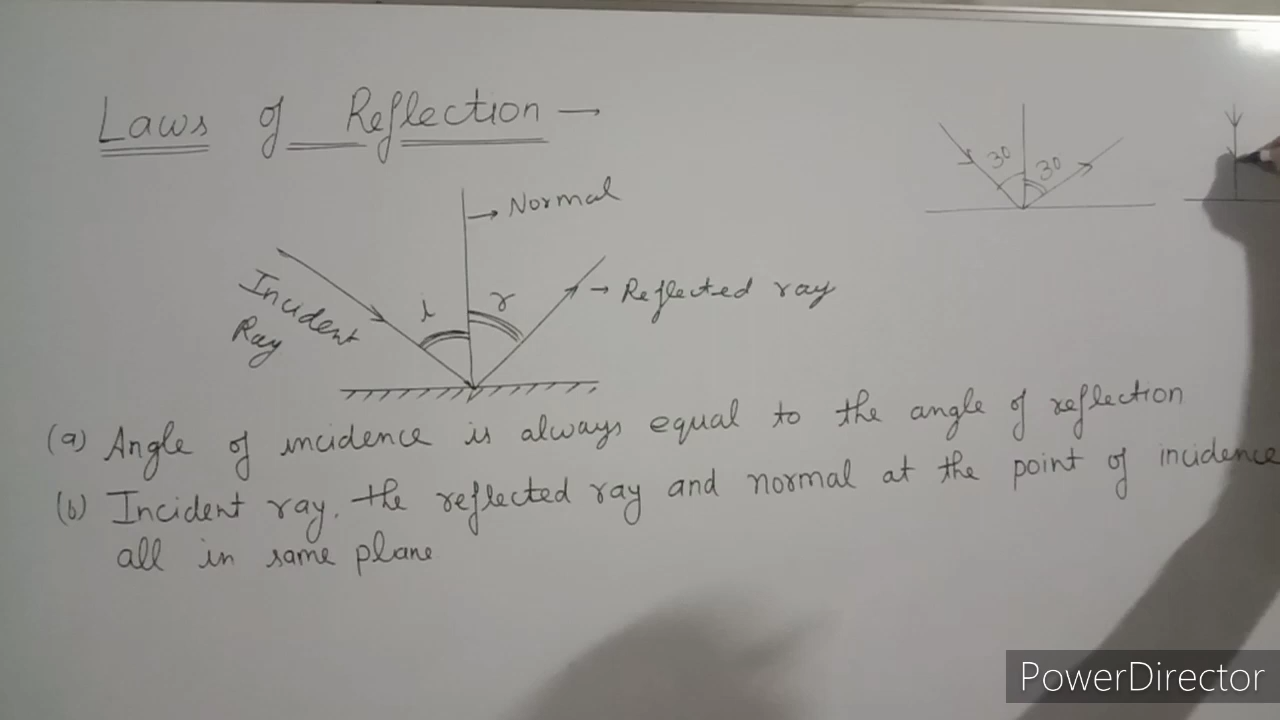 Laws of Reflection →
30 30
→ Normal
Incident
Ray
i
r
→ Reflected ray
(a) Angle of incidence is always equal to the angle of reflection
(b) Incident ray, the reflected ray and normal at the point of incidence
all in same plane
PowerDirector